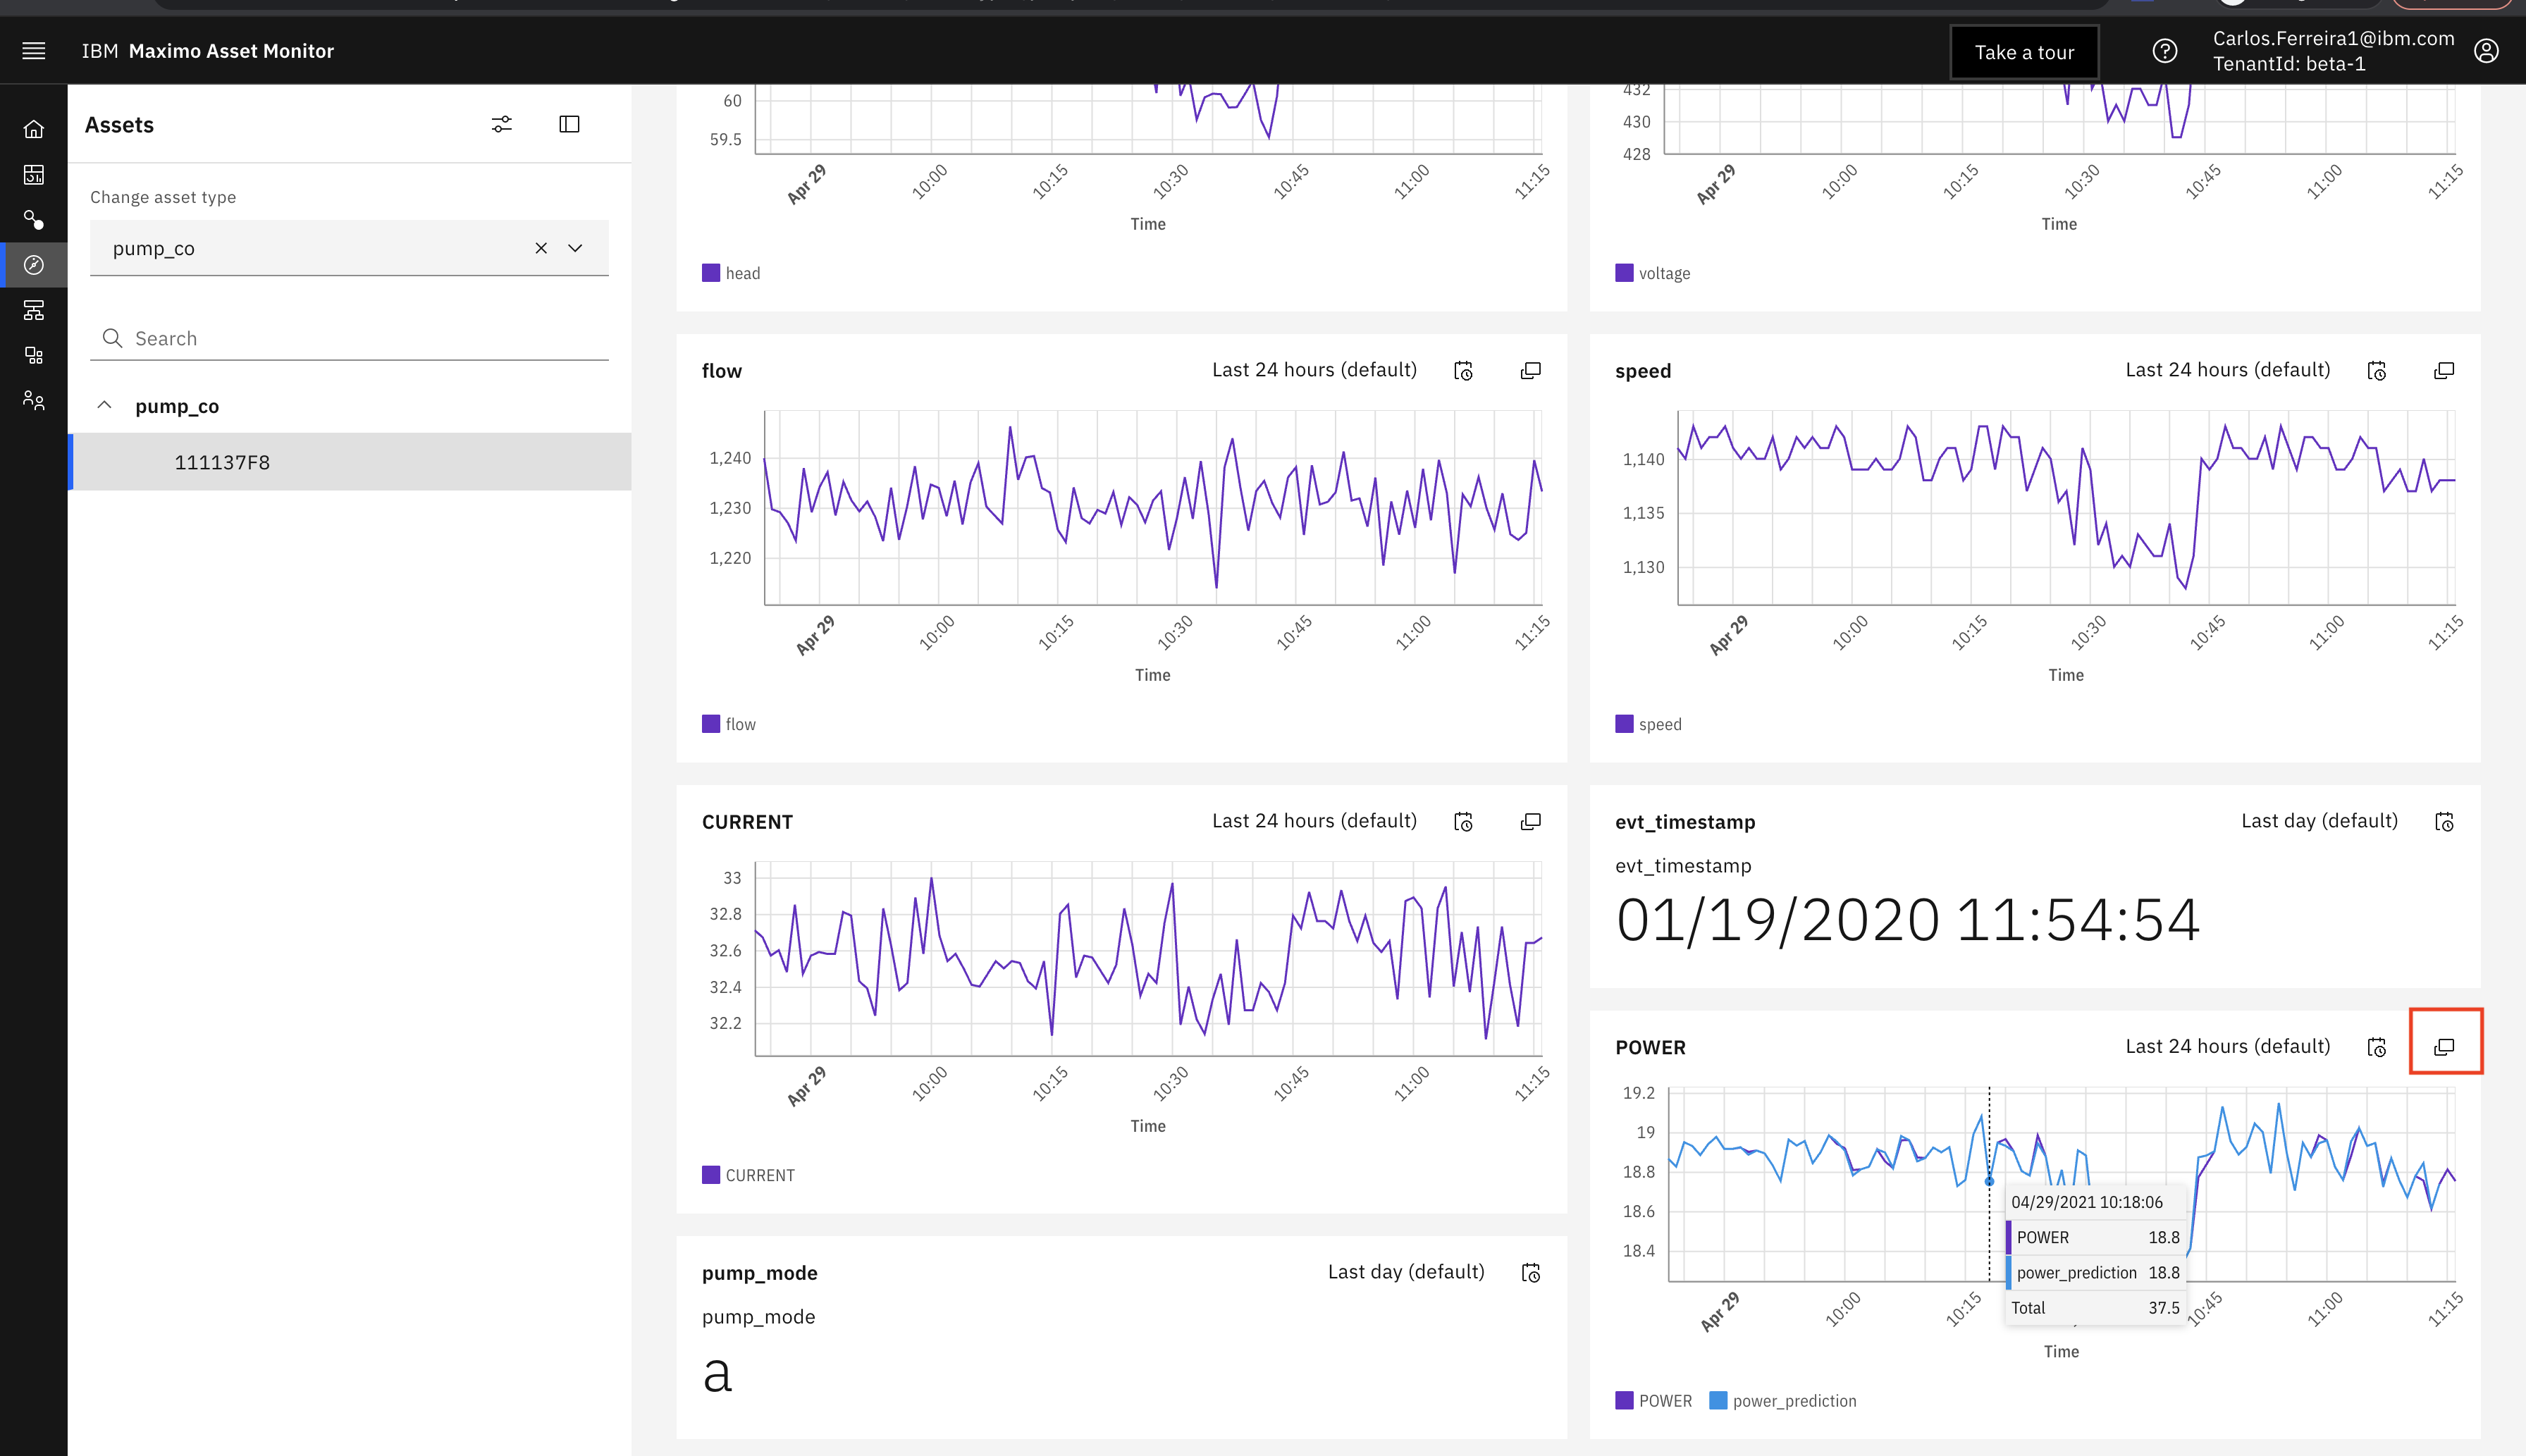 IBM Maximo Asset Monitor
Take a tour
Carlos.Ferreira1@ibm.com
TenantId: beta-1
Assets
Change asset type
pump_co
Search
pump_co
111137F8
60
59.5
Apr 29
10:00
10:15
10:30
10:45
11:00
11:15
Time
head
432
430
428
Apr 29
10:00
10:15
10:30
10:45
11:00
11:15
Time
voltage
flow
Last 24 hours (default)
1,240
1,230
1,220
Apr 29
10:00
10:15
10:30
10:45
11:00
11:15
Time
flow
speed
Last 24 hours (default)
1,140
1,135
1,130
Apr 29
10:00
10:15
10:30
10:45
11:00
11:15
Time
speed
CURRENT
Last 24 hours (default)
33
32.8
32.6
32.4
32.2
Apr 29
10:00
10:15
10:30
10:45
11:00
11:15
Time
CURRENT
evt_timestamp
Last day (default)
evt_timestamp
01/19/2020 11:54:54
pump_mode
Last day (default)
pump_mode
a
POWER
Last 24 hours (default)
19.2
19
18.8
18.6
18.4
04/29/2021 10:18:06
POWER 18.8
power_prediction 18.8
Total 37.5
Apr 29
10:00
10:15
10:45
11:00
11:15
Time
POWER
power_prediction